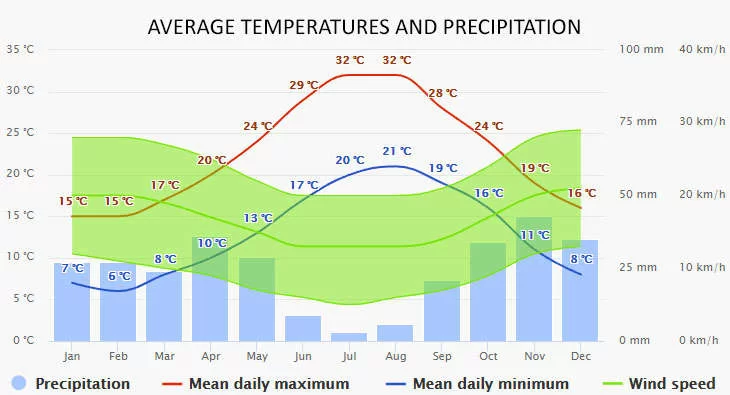 AVERAGE TEMPERATURES AND PRECIPITATION
35 °C 100 mm 40 km/h
32 °C 32 °C
30 °C 29 °C 28 °C
25 °C 24 °C 24 °C 75 mm 30 km/h
20 °C 20 °C 19 °C
21 °C
20 °C 20 °C 19 °C
15 °C 15 °C 17 °C 17 °C 16 °C 16 °C 50 mm 20 km/h
15 °C 13 °C
10 °C 11 °C
10 °C 7 °C 6 °C 8 °C 8 °C 25 mm 10 km/h
5 °C
0 °C 0 mm 0 km/h
Jan Feb Mar Apr May Jun Jul Aug Sep Oct Nov Dec
Precipitation Mean daily maximum Mean daily minimum Wind speed